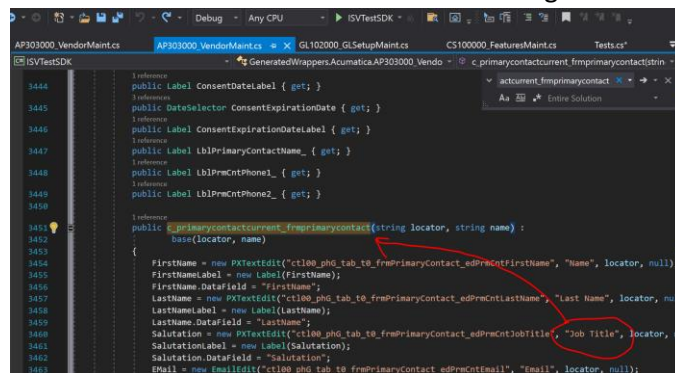 Debug Any CPU ISVTestSDK
AP303000_VendorMaint.cs AP303000_VendorMaint.cs GL102000_GLSetupMaint.cs CS100000_FeaturesMaint.cs Tests.cs*
ISVTestSDK GeneratedWrappers.Acumatica.AP303000_Vendo c_primarycontactcurrent_frmprimarycontact(strin
actcurrent_frmprimarycontact
Aa Entire Solution
1 reference
3444 public Label ConsentDateLabel { get; }
3 references
3445 public DateSelector ConsentExpirationDate { get; }
1 reference
3446 public Label ConsentExpirationDateLabel { get; }
1 reference
3447 public Label LblPrimaryContactName_ { get; }
1 reference
3448 public Label LblPrmCntPhone1_ { get; }
1 reference
3449 public Label LblPrmCntPhone2_ { get; }
3450
1 reference
3451 public c_primarycontactcurrent_frmprimarycontact(string locator, string name) :
3452 base(locator, name)
3453 {
3454 FirstName = new PXTextEdit("ctl00_phG_tab_t0_frmPrimaryContact_edPrmCntFirstName", "Name", locator, null)
3455 FirstNameLabel = new Label(FirstName);
3456 FirstName.DataField = "FirstName";
3457 LastName = new PXTextEdit("ctl00_phG_tab_t0_frmPrimaryContact_edPrmCntLastName", "Last Name", locator, nu
3458 LastNameLabel = new Label(LastName);
3459 LastName.DataField = "LastName";
3460 Salutation = new PXTextEdit("ctl00_phG_tab_t0_frmPrimaryContact_edPrmCntJobTitle", "Job Title", locator,
3461 SalutationLabel = new Label(Salutation);
3462 Salutation.DataField = "Salutation";
3463 EMail = new EmailEdit("ctl00_phG_tab_t0_frmPrimaryContact_edPrmCntEmail", "Email", locator, null);